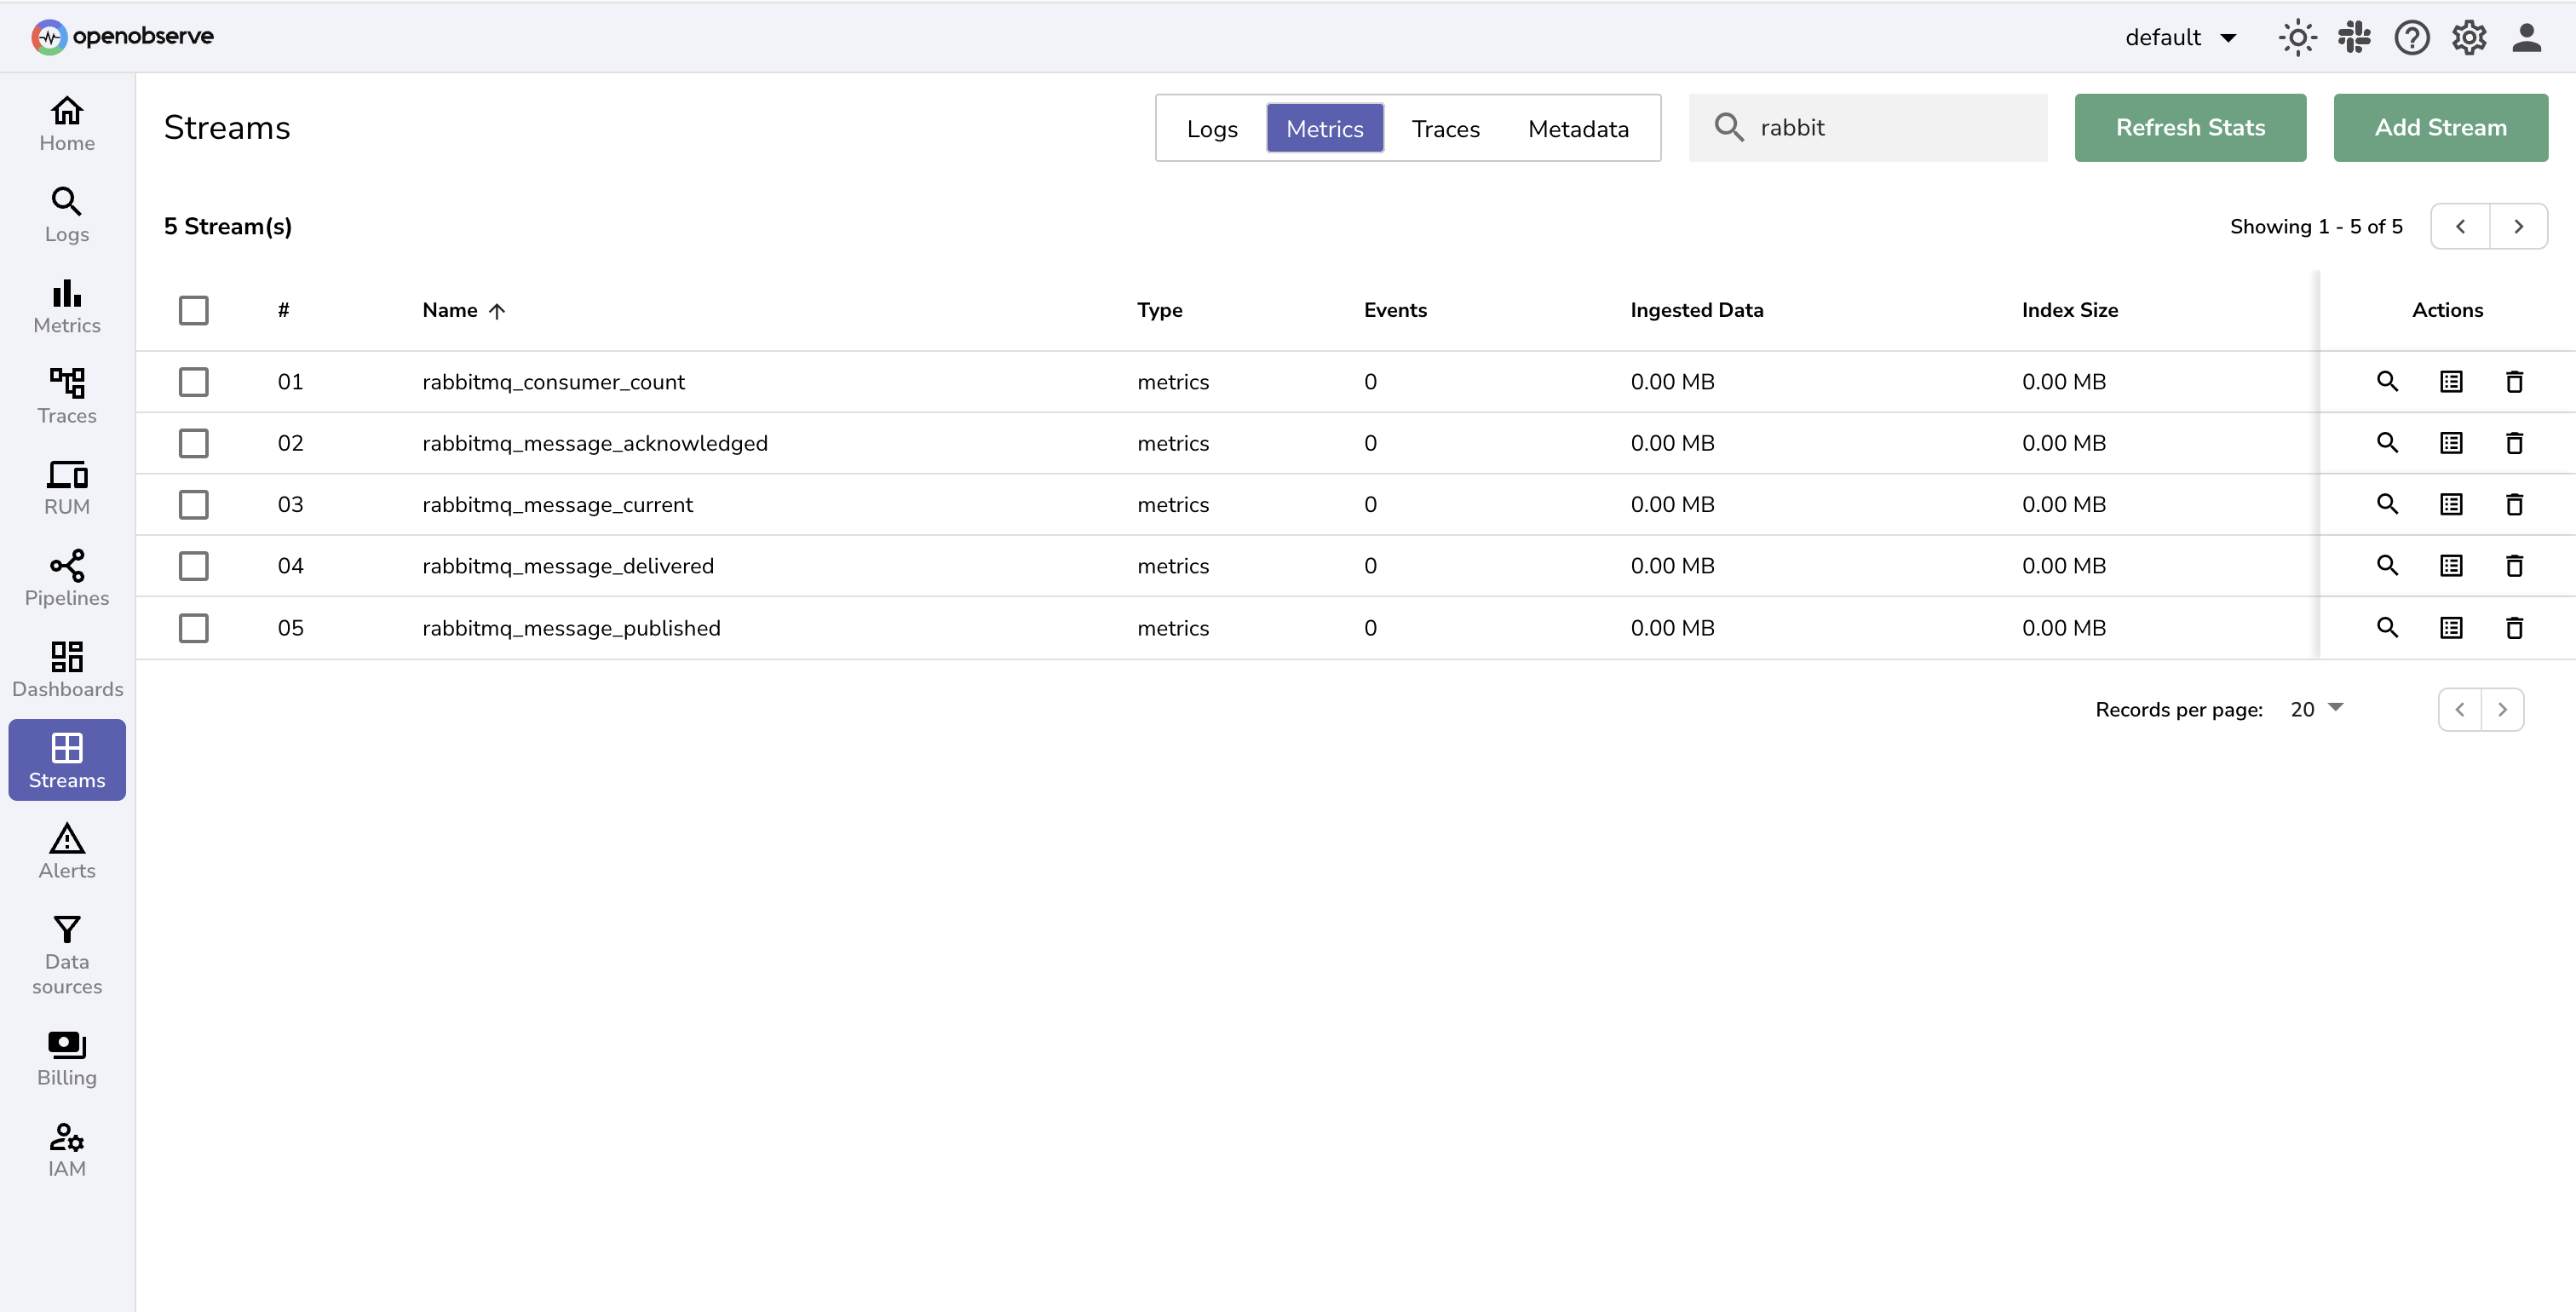 openobserve
default
Home
Logs
Metrics
Traces
RUM
Pipelines
Dashboards
Streams
Alerts
Data
sources
Billing
IAM
Streams
Logs Metrics Traces Metadata
rabbit
Refresh Stats
Add Stream
5 Stream(s)
Showing 1 - 5 of 5
# Name Type Events Ingested Data Index Size Actions
01 rabbitmq_consumer_count metrics 0 0.00 MB 0.00 MB
02 rabbitmq_message_acknowledged metrics 0 0.00 MB 0.00 MB
03 rabbitmq_message_current metrics 0 0.00 MB 0.00 MB
04 rabbitmq_message_delivered metrics 0 0.00 MB 0.00 MB
05 rabbitmq_message_published metrics 0 0.00 MB 0.00 MB
Records per page: 20